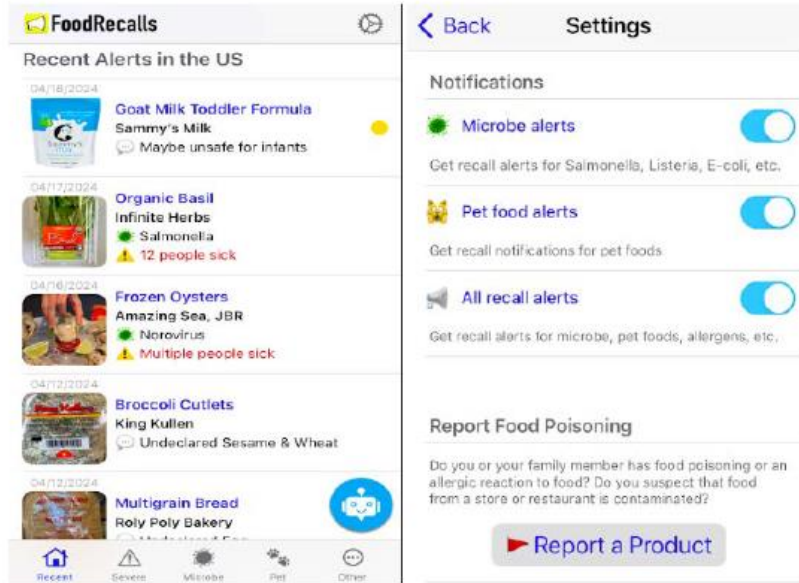 FoodRecalls
Recent Alerts in the US
04/18/2024
Goat Milk Toddler Formula
Sammy's Milk
Maybe unsafe for infants
04/17/2024
Organic Basil
Infinite Herbs
Salmonella
12 people sick
04/16/2024
Frozen Oysters
Amazing Sea, JBR
Norovirus
Multiple people sick
04/12/2024
Broccoli Cutlets
King Kullen
Undeclared Sesame & Wheat
04/12/2024
Multigrain Bread
Roly Poly Bakery
Recent
Severe
Microbe
Pet
Other
Back
Settings
Notifications
Microbe alerts
Get recall alerts for Salmonella, Listeria, E-coli, etc.
Pet food alerts
Get recall notifications for pet foods
All recall alerts
Get recall alerts for microbe, pet foods, allergens, etc.
Report Food Poisoning
Do you or your family member has food poisoning or an
allergic reaction to food? Do you suspect that food
from a store or restaurant is contaminated?
Report a Product